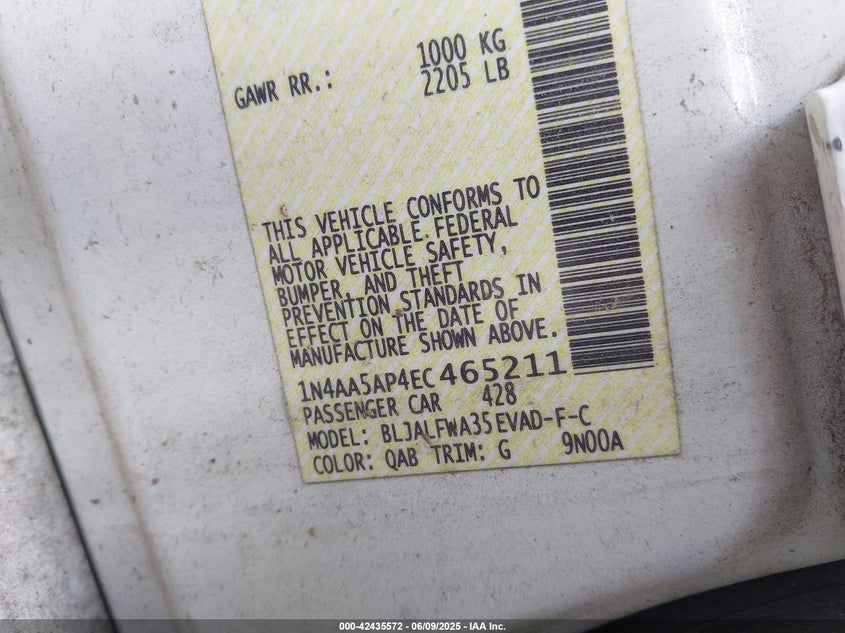 1000 KG
GAWR RR.: 2205 LB
THIS VEHICLE CONFORMS TO
ALL APPLICABLE FEDERAL
MOTOR VEHICLE SAFETY,
BUMPER, AND THEFT
PREVENTION STANDARDS IN
EFFECT ON THE DATE OF
MANUFACTURE SHOWN ABOVE.
1N4AA5AP4EC465211
PASSENGER CAR 428
MODEL: BLJALFWA35EVAD-F-C
COLOR: QAB TRIM: G 9N00A
000-42435572 | 06/09/2025 - IAA Inc.